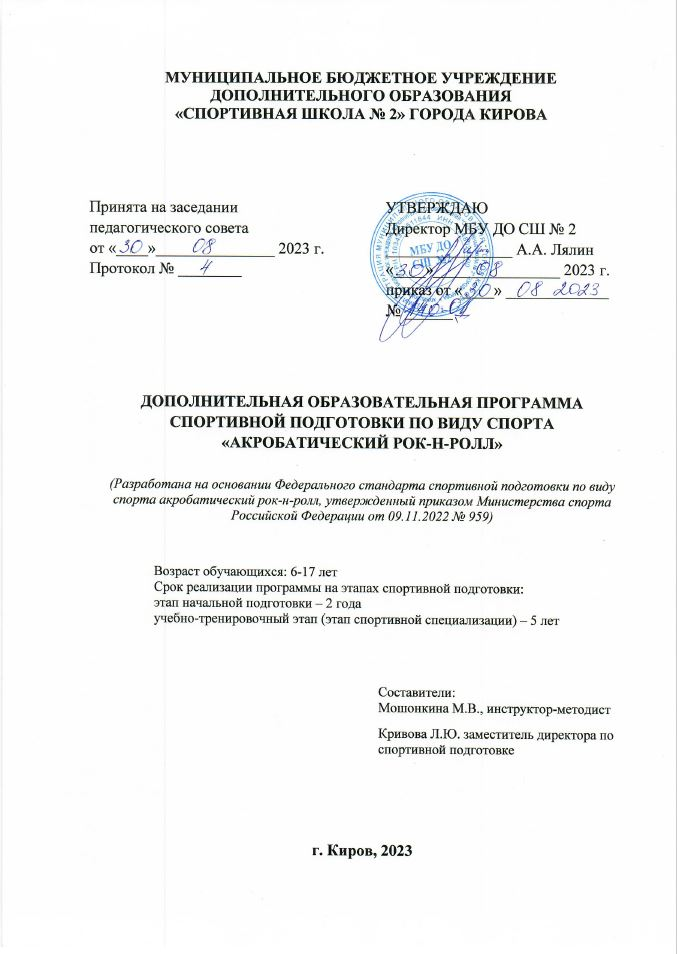 МУНИЦИПАЛЬНОЕ БЮДЖЕТНОЕ УЧРЕЖДЕНИЕ
ДОПОЛНИТЕЛЬНОГО ОБРАЗОВАНИЯ
«СПОРТИВНАЯ ШКОЛА № 2» ГОРОДА КИРОВА
Принята на заседании
педагогического совета
от «30» 08 2023 г.
Протокол № 4
УТВЕРЖДАЮ
Директор МБУ ДО СШ № 2
А.А. Лялин
«30» 08 2023 г.
приказ от «30» 08 2023
№
МБУ ДО
СШ №2
ДОПОЛНИТЕЛЬНАЯ ОБРАЗОВАТЕЛЬНАЯ ПРОГРАММА
СПОРТИВНОЙ ПОДГОТОВКИ ПО ВИДУ СПОРТА
«АКРОБАТИЧЕСКИЙ РОК-Н-РОЛЛ»
(Разработана на основании Федерального стандарта спортивной подготовки по виду
спорта акробатический рок-н-ролл, утвержденный приказом Министерства спорта
Российской Федерации от 09.11.2022 № 959)
Возраст обучающихся: 6-17 лет
Срок реализации программы на этапах спортивной подготовки:
этап начальной подготовки – 2 года
учебно-тренировочный этап (этап спортивной специализации) – 5 лет
Составители:
Мошонкина М.В., инструктор-методист
Кривова Л.Ю. заместитель директора по
спортивной подготовке
г. Киров, 2023